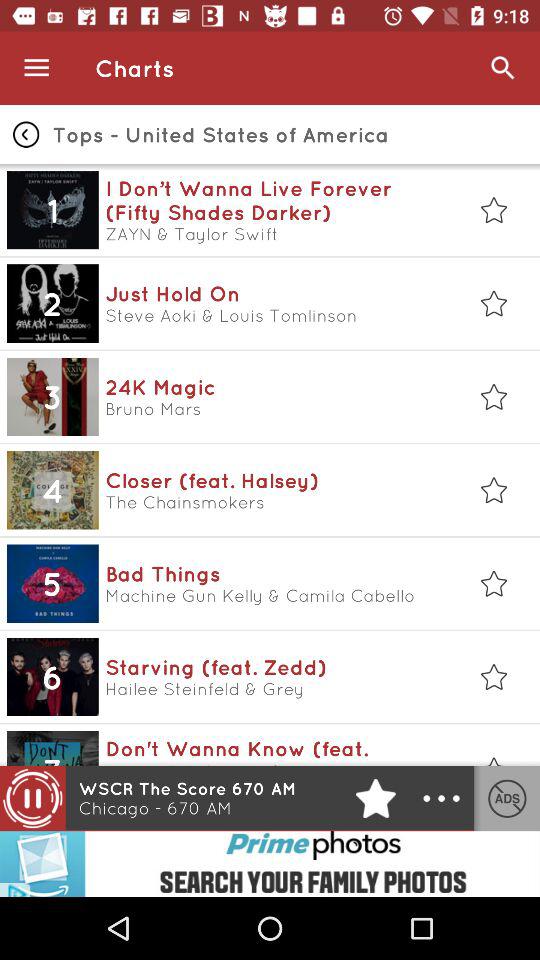 9:18
Charts
Tops - United States of America
1
I Don't Wanna Live Forever
(Fifty Shades Darker)
ZAYN & Taylor Swift
2
Just Hold On
Steve Aoki & Louis Tomlinson
3
24K Magic
Bruno Mars
4
Closer (feat. Halsey)
The Chainsmokers
5
Bad Things
Machine Gun Kelly & Camila Cabello
BAD THINGS
6
Starving (feat. Zedd)
Hailee Steinfeld & Grey
Don't Wanna Know (feat.
DON'T
WSCR The Score 670 AM
Chicago - 670 AM
ADS
Prime photos
SEARCH YOUR FAMILY PHOTOS